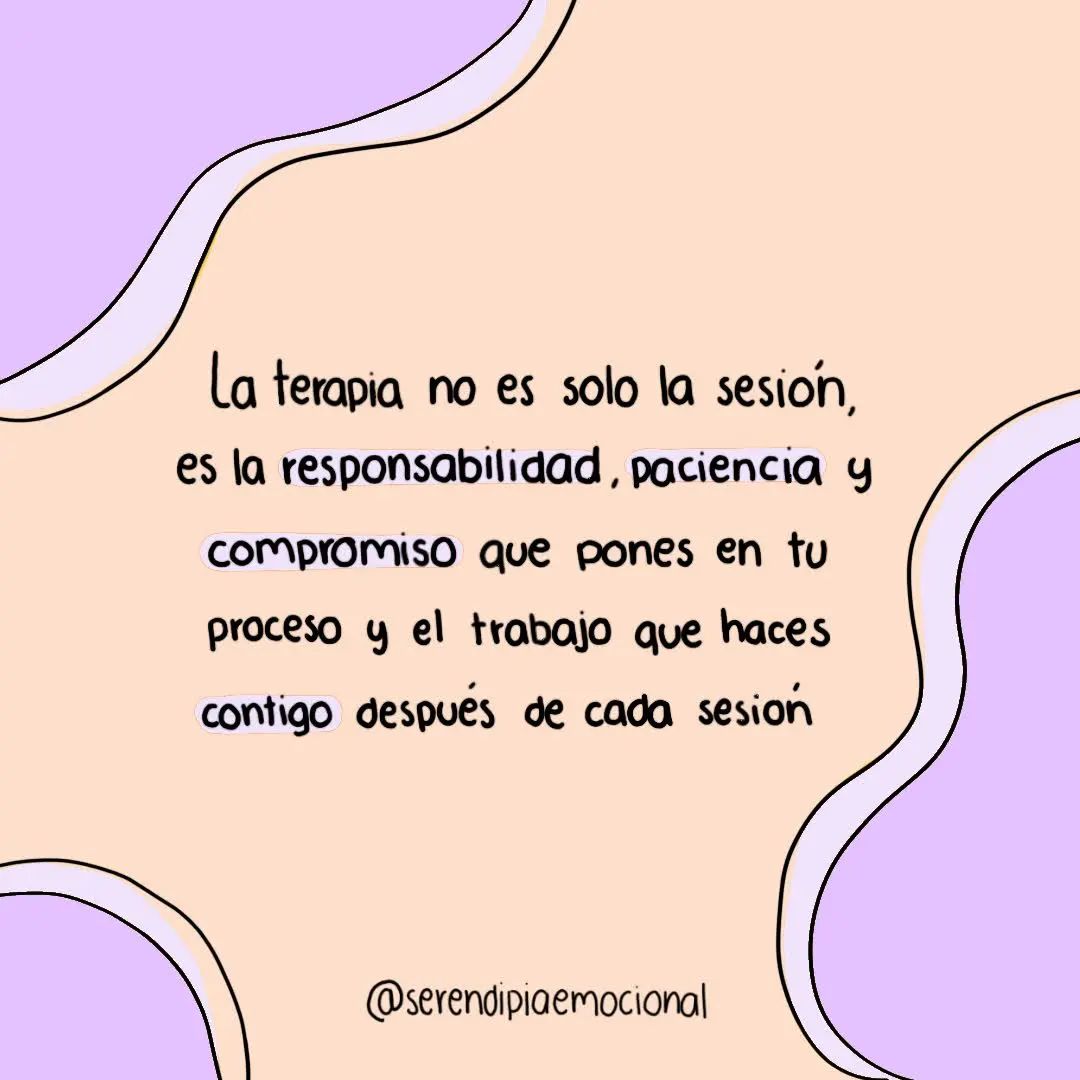 La terapia no es solo la sesión,
es la responsabilidad, paciencia y
compromiso que pones en tu
proceso y el trabajo que haces
contigo después de cada sesión
@serendipiaemocional